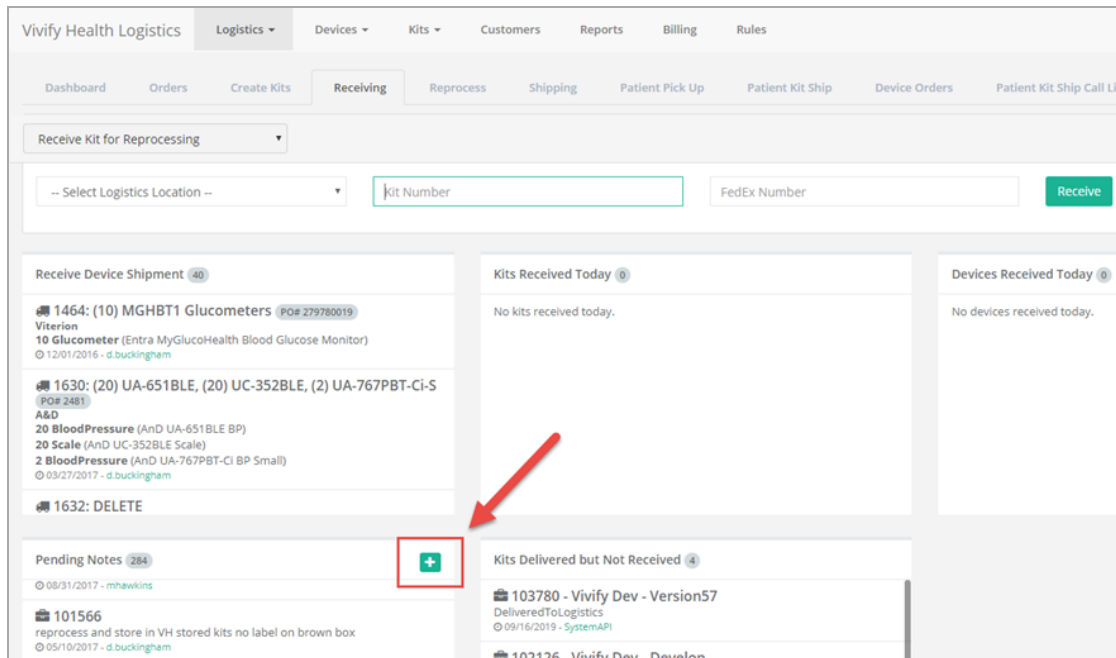 Vivify Health Logistics Logistics Devices Kits Customers Reports Billing Rules
Dashboard Orders Create Kits Receiving Reprocess Shipping Patient Pick Up Patient Kit Ship Device Orders Patient Kit Ship Call Li
Receive Kit for Reprocessing
-- Select Logistics Location -- Kit Number FedEx Number Receive
Receive Device Shipment 40
1464: (10) MGHBT1 Glucometers PO# 279780019
Viterion
10 Glucometer (Entra MyGlucoHealth Blood Glucose Monitor)
12/01/2016 - d.buckingham
1630: (20) UA-651BLE, (20) UC-352BLE, (2) UA-767PBT-Ci-S
PO# 2481
A&D
20 BloodPressure (AnD UA-651BLE BP)
20 Scale (AnD UC-352BLE Scale)
2 BloodPressure (AnD UA-767PBT-Ci BP Small)
03/27/2017 - d.buckingham
1632: DELETE
Kits Received Today 0
No kits received today.
Devices Received Today 0
No devices received today.
Pending Notes 284
08/31/2017 - mhawkins
101566
reprocess and store in VH stored kits no label on brown box
05/10/2017 - d.buckingham
Kits Delivered but Not Received 4
103780 - Vivify Dev - Version57
DeliveredToLogistics
09/16/2019 - SystemAPI
102126 - Vivify Dev - Develop